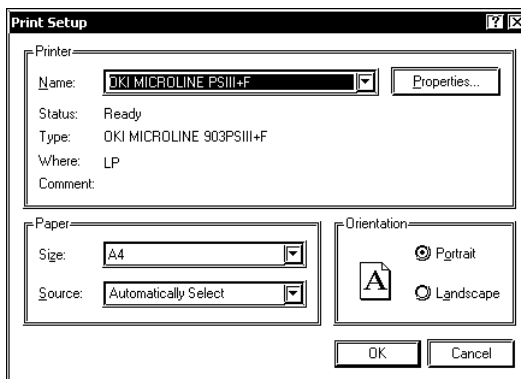 Print Setup
Printer
Name: OKI MICROLINE PSIII+F Properties...
Status: Ready
Type: OKI MICROLINE 903PSIII+F
Where: LP
Comment:
Paper
Size: A4
Source: Automatically Select
Orientation
A
Portrait
Landscape
OK Cancel